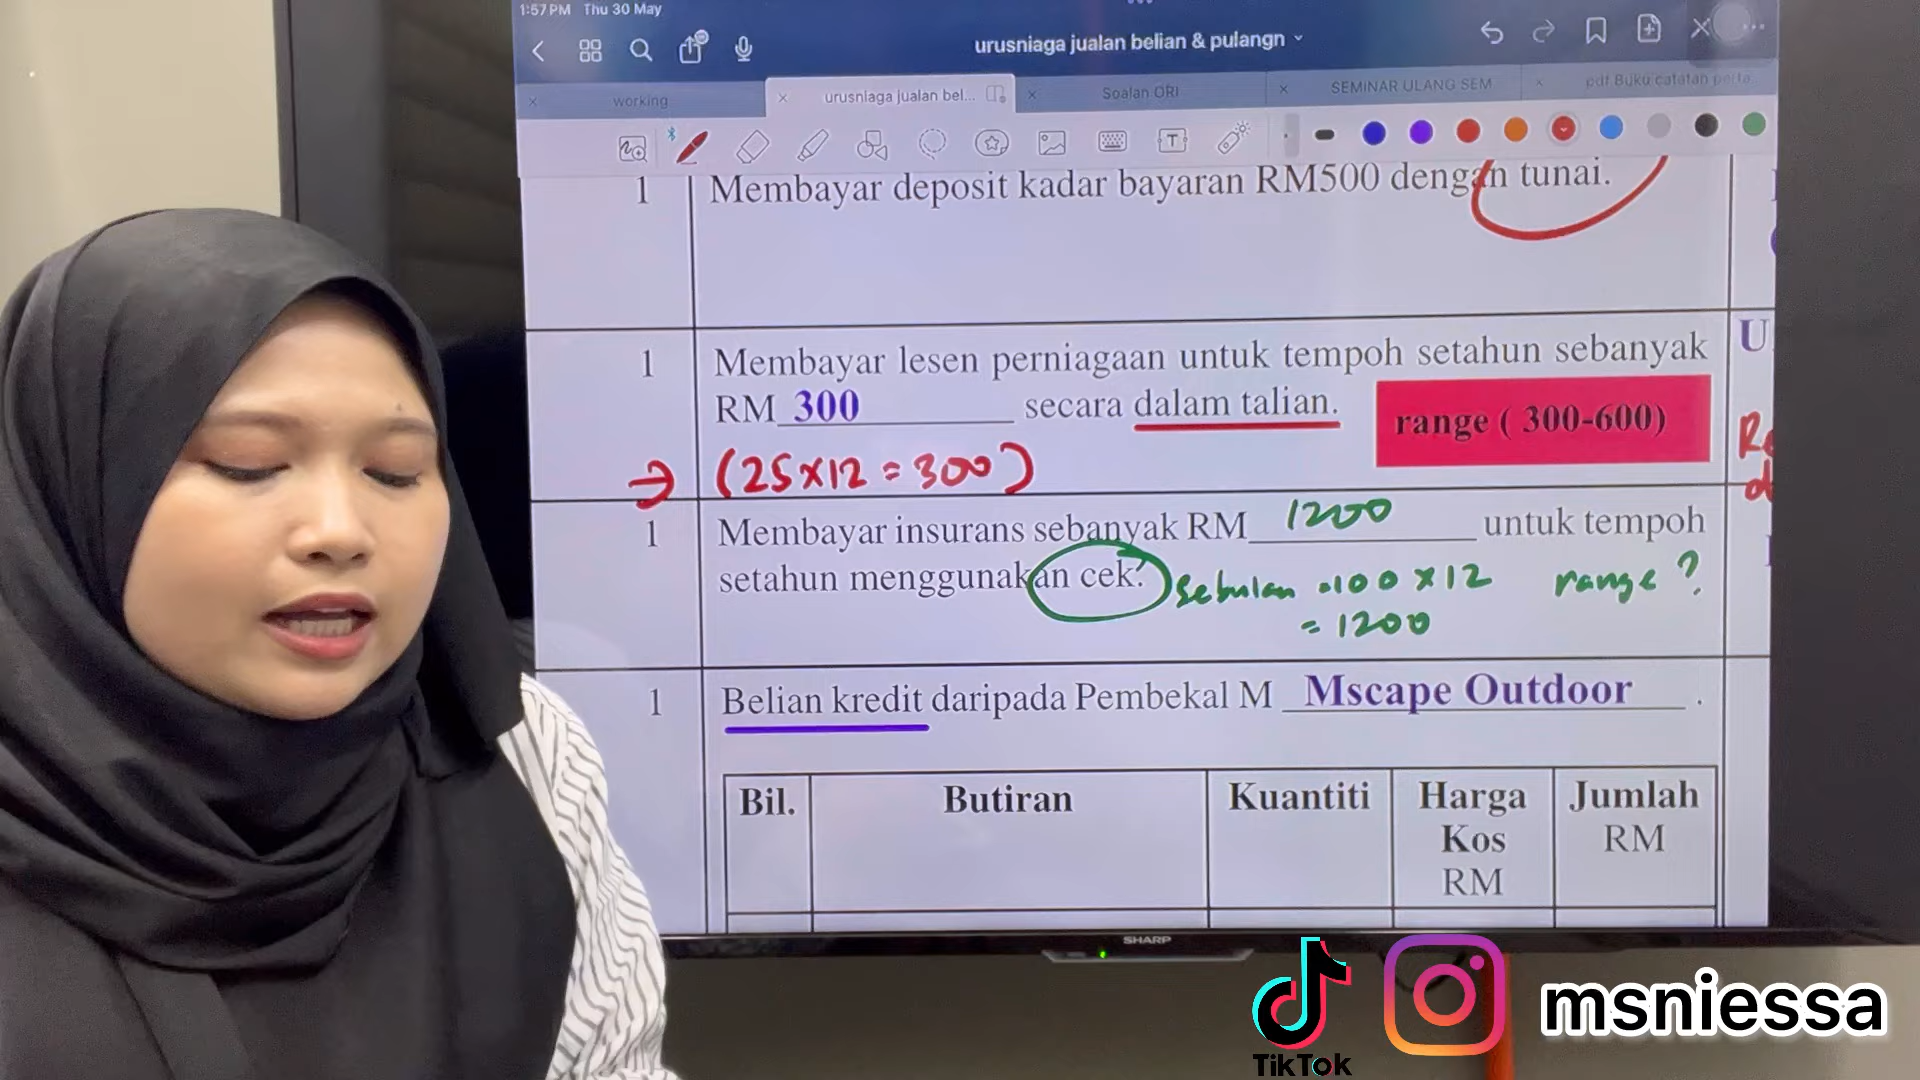 1:57 PM Thu 30 May
urusniaga jualan belian & pulangn
working
urusniaga jualan bel...
Soalan ORI
SEMINAR ULANG SEM
pdf Buku catatan
1 Membayar deposit kadar bayaran RM500 dengan tunai.
1 Membayar lesen perniagaan untuk tempoh setahun sebanyak
RM 300 secara dalam talian.
range ( 300-600)
→ (25x12 = 300)
1 Membayar insurans sebanyak RM 1200 untuk tempoh
setahun menggunakan cek.
Sebulan = 100 x 12 range ?
= 1200
1 Belian kredit daripada Pembekal M Mscape Outdoor .
Bil. Butiran Kuantiti Harga Kos RM Jumlah RM
SHARP
TikTok
msniessa